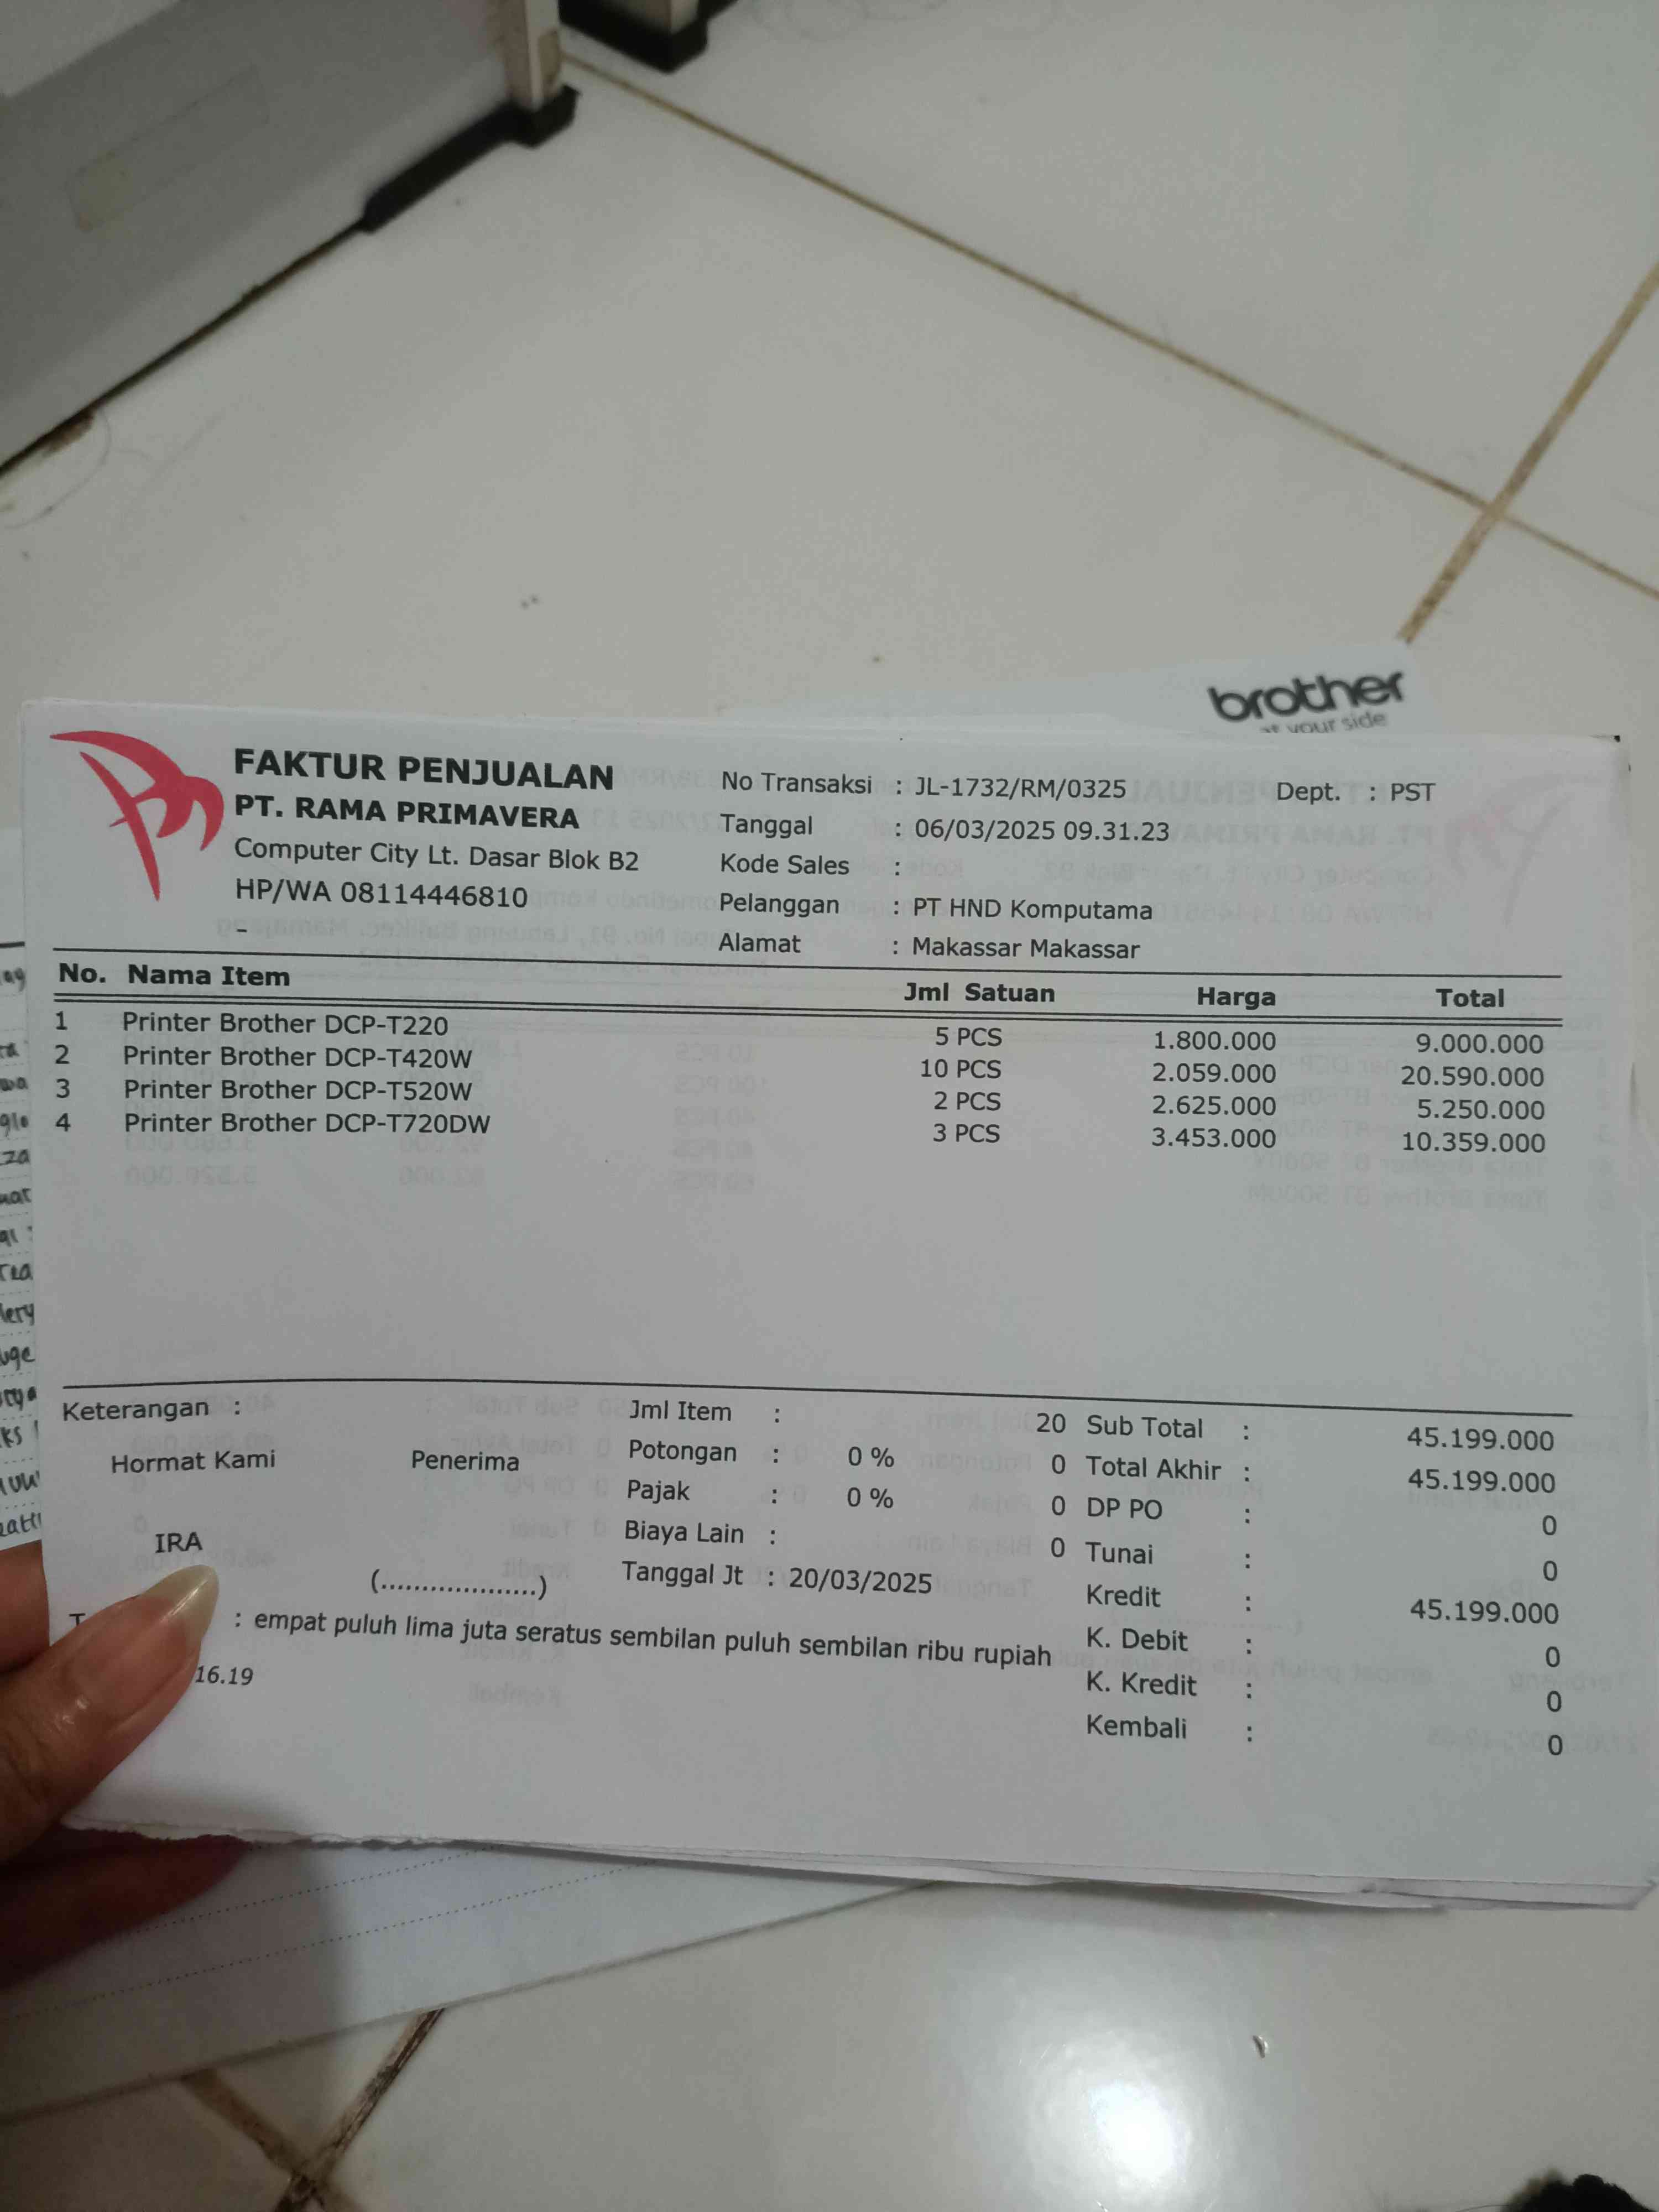 brother
at your side
FAKTUR PENJUALAN
PT. RAMA PRIMAVERA
Computer City Lt. Dasar Blok B2
HP/WA 08114446810
-
No Transaksi : JL-1732/RM/0325 Dept. : PST
Tanggal : 06/03/2025 09.31.23
Kode Sales :
Pelanggan : PT HND Komputama
Alamat : Makassar Makassar
No. Nama Item Jml Satuan Harga Total
1 Printer Brother DCP-T220 5 PCS 1.800.000 9.000.000
2 Printer Brother DCP-T420W 10 PCS 2.059.000 20.590.000
3 Printer Brother DCP-T520W 2 PCS 2.625.000 5.250.000
4 Printer Brother DCP-T720DW 3 PCS 3.453.000 10.359.000
Keterangan :
Hormat Kami Penerima
IRA
(...................)
Jml Item : 20
Potongan : 0 % 0
Pajak : 0 % 0
Biaya Lain : 0
Tanggal Jt : 20/03/2025
Sub Total : 45.199.000
Total Akhir : 45.199.000
DP PO : 0
Tunai : 0
Kredit : 45.199.000
K. Debit : 0
K. Kredit : 0
Kembali : 0
: empat puluh lima juta seratus sembilan puluh sembilan ribu rupiah
16.19